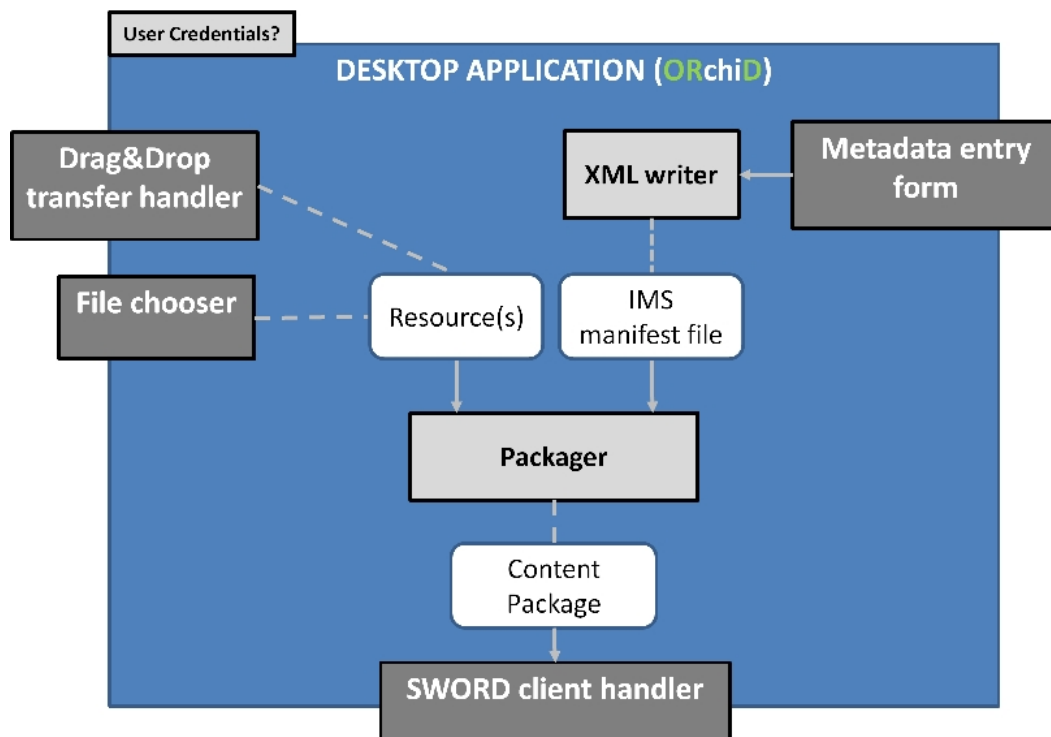 User Credentials?
DESKTOP APPLICATION (ORchiD)
Drag&Drop
transfer handler
XML writer
Metadata entry
form
File chooser
Resource(s)
IMS
manifest file
Packager
Content
Package
SWORD client handler